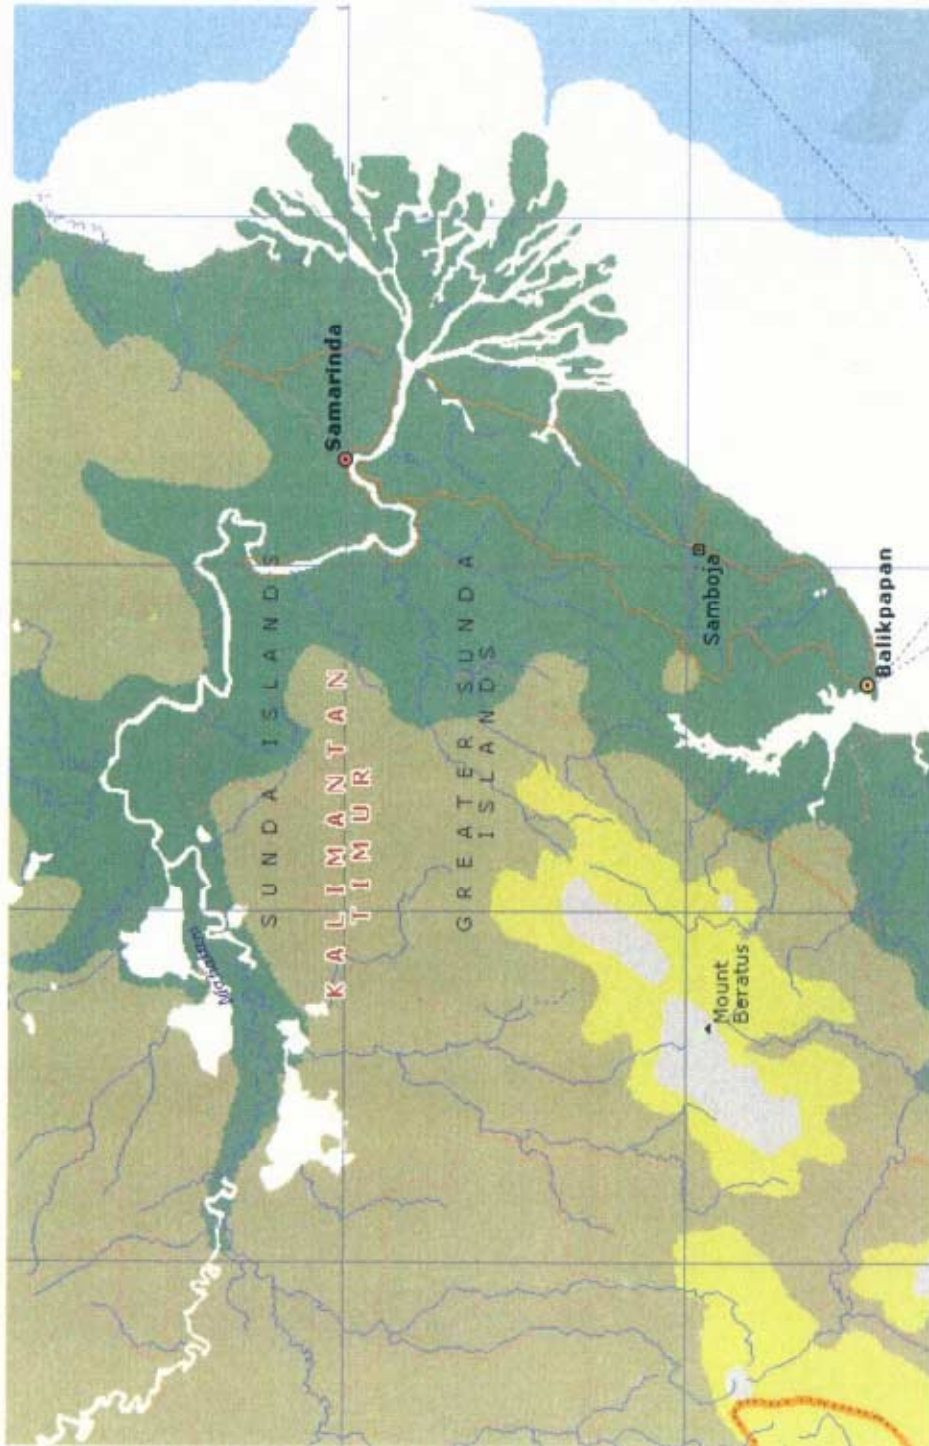 Samarinda
SUNDA ISLANDS
KALIMANTAN
TIMUR
GREATER SUNDA
ISLANDS
Samboja
Balikpapan
Mount
Beratus